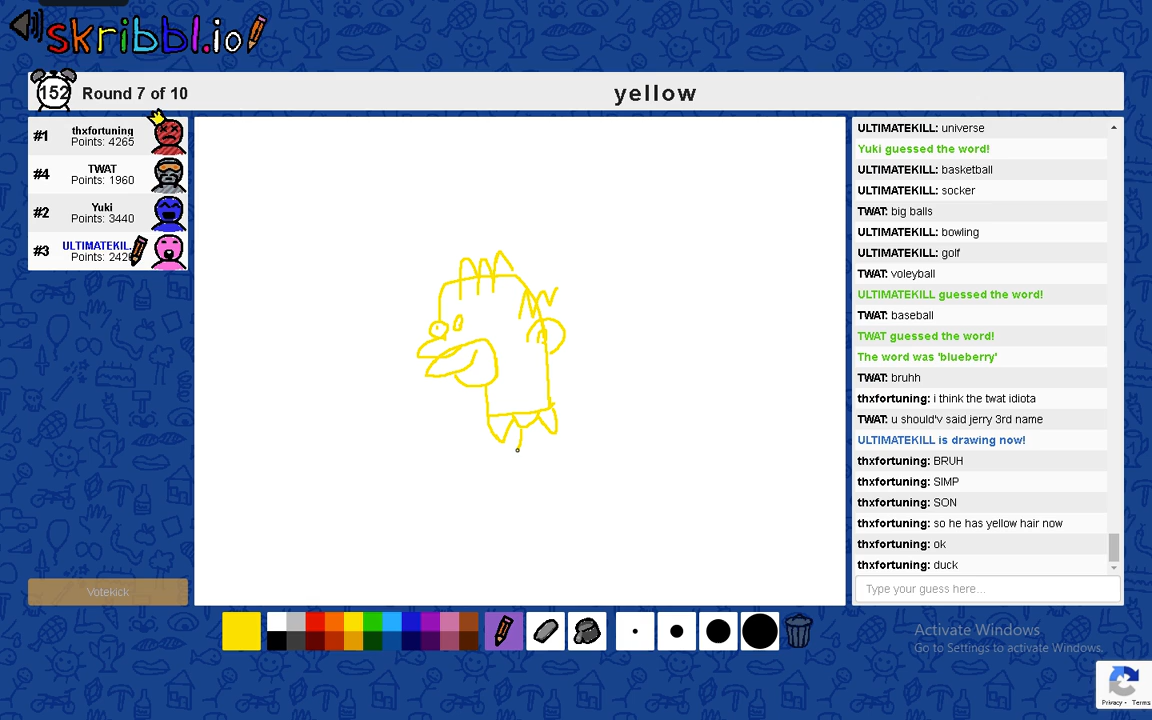 skribbl.io
152
Round 7 of 10
yellow
#1
thxfortuning
Points: 4265
#4
TWAT
Points: 1960
#2
Yuki
Points: 3440
#3
ULTIMATEKIL..
Points: 242
ULTIMATEKILL: universe
Yuki guessed the word!
ULTIMATEKILL: basketball
ULTIMATEKILL: socker
TWAT: big balls
ULTIMATEKILL: bowling
ULTIMATEKILL: golf
TWAT: voleyball
ULTIMATEKILL guessed the word!
TWAT: baseball
TWAT guessed the word!
The word was 'blueberry'
TWAT: bruhh
thxfortuning: i think the twat idiota
TWAT: u should'v said jerry 3rd name
ULTIMATEKILL is drawing now!
thxfortuning: BRUH
thxfortuning: SIMP
thxfortuning: SON
thxfortuning: so he has yellow hair now
thxfortuning: ok
thxfortuning: duck
Type your guess here...
Votekick
Activate Windows
Go to Settings to activate Windows.
Privacy - Terms